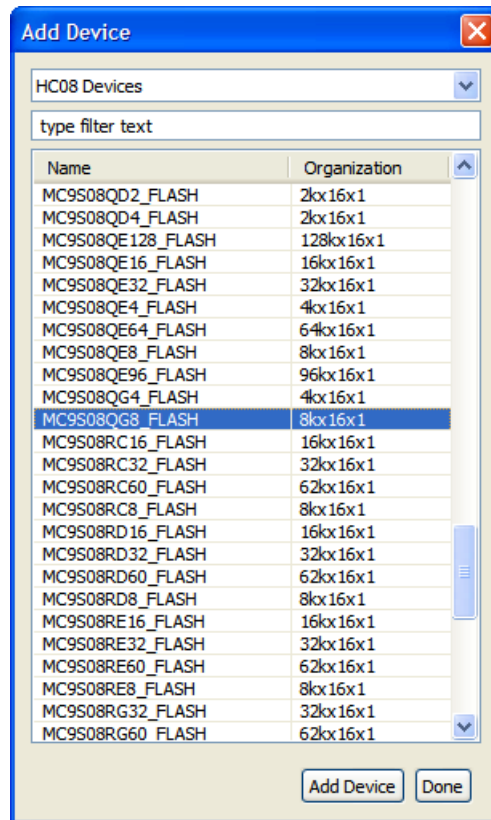 Add Device
HC08 Devices
type filter text
Name Organization
MC9S08QD2_FLASH 2kx16x1
MC9S08QD4_FLASH 2kx16x1
MC9S08QE128_FLASH 128kx16x1
MC9S08QE16_FLASH 16kx16x1
MC9S08QE32_FLASH 32kx16x1
MC9S08QE4_FLASH 4kx16x1
MC9S08QE64_FLASH 64kx16x1
MC9S08QE8_FLASH 8kx16x1
MC9S08QE96_FLASH 96kx16x1
MC9S08QG4_FLASH 4kx16x1
MC9S08QG8_FLASH 8kx16x1
MC9S08RC16_FLASH 16kx16x1
MC9S08RC32_FLASH 32kx16x1
MC9S08RC60_FLASH 62kx16x1
MC9S08RC8_FLASH 8kx16x1
MC9S08RD16_FLASH 16kx16x1
MC9S08RD32_FLASH 32kx16x1
MC9S08RD60_FLASH 62kx16x1
MC9S08RD8_FLASH 8kx16x1
MC9S08RE16_FLASH 16kx16x1
MC9S08RE32_FLASH 32kx16x1
MC9S08RE60_FLASH 62kx16x1
MC9S08RE8_FLASH 8kx16x1
MC9S08RG32_FLASH 32kx16x1
MC9S08RG60_FLASH 62kx16x1
Add Device Done